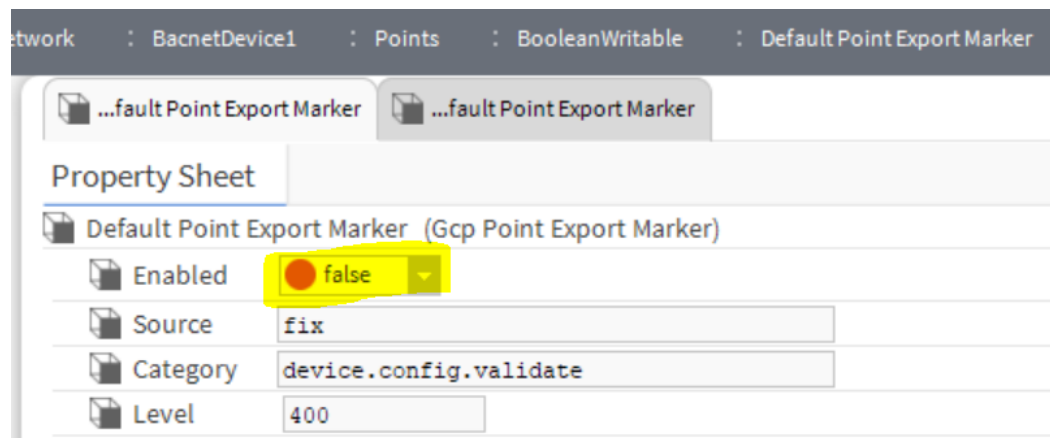 : BacnetDevice1 : Points : BooleanWritable : Default Point Export Marker
...fault Point Export Marker ...fault Point Export Marker
Property Sheet
Default Point Export Marker (Gcp Point Export Marker)
Enabled false
Source fix
Category device.config.validate
Level 400